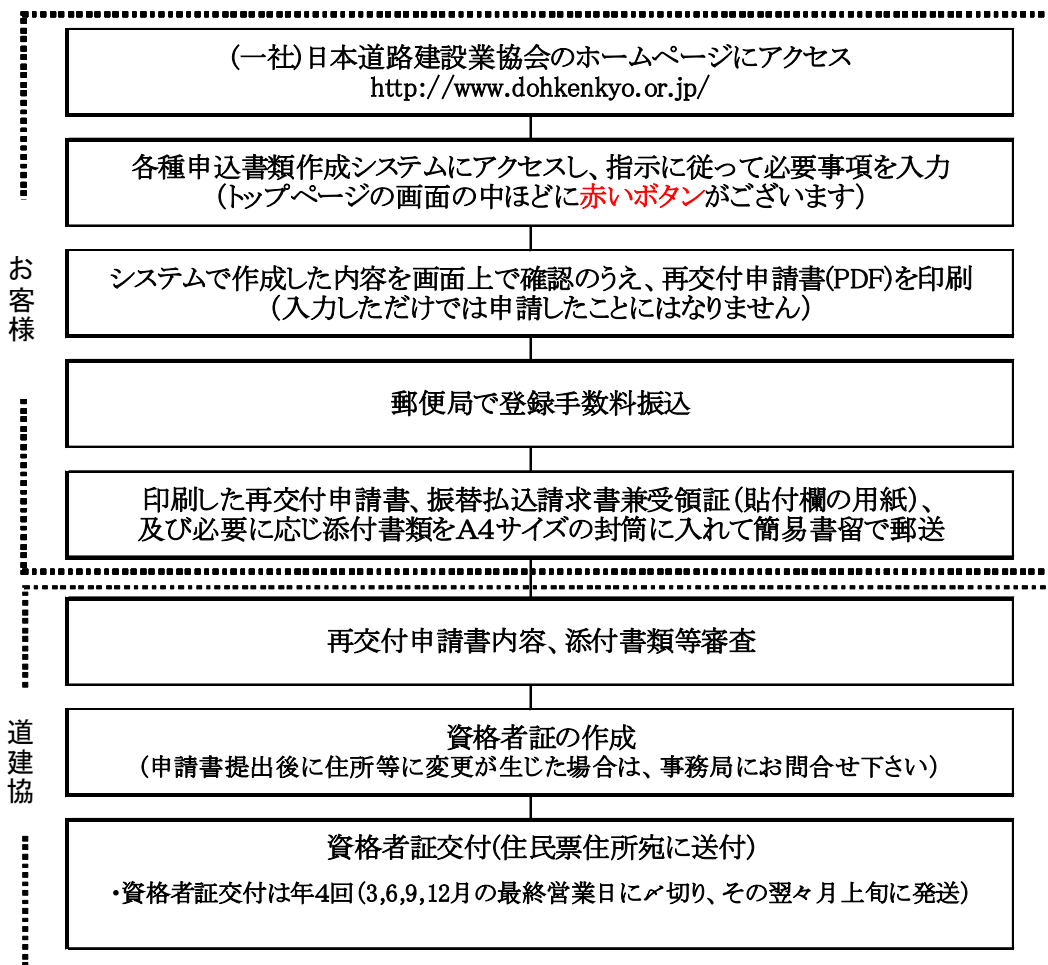 (一社)日本道路建設業協会のホームページにアクセス
http://www.dohkenkyo.or.jp/
各種申込書類作成システムにアクセスし、指示に従って必要事項を入力
(トップページの画面の中ほどに赤いボタンがございます)
システムで作成した内容を画面上で確認のうえ、再交付申請書(PDF)を印刷
(入力しただけでは申請したことにはなりません)
お客様
郵便局で登録手数料振込
印刷した再交付申請書、振替払込請求書兼受領証(貼付欄の用紙)、
及び必要に応じ添付書類をA4サイズの封筒に入れて簡易書留で郵送
再交付申請書内容、添付書類等審査
道建協
資格者証の作成
(申請書提出後に住所等に変更が生じた場合は、事務局にお問合せ下さい)
資格者証交付(住民票住所宛に送付)
・資格者証交付は年4回(3,6,9,12月の最終営業日に〆切り、その翌々月上旬に発送)